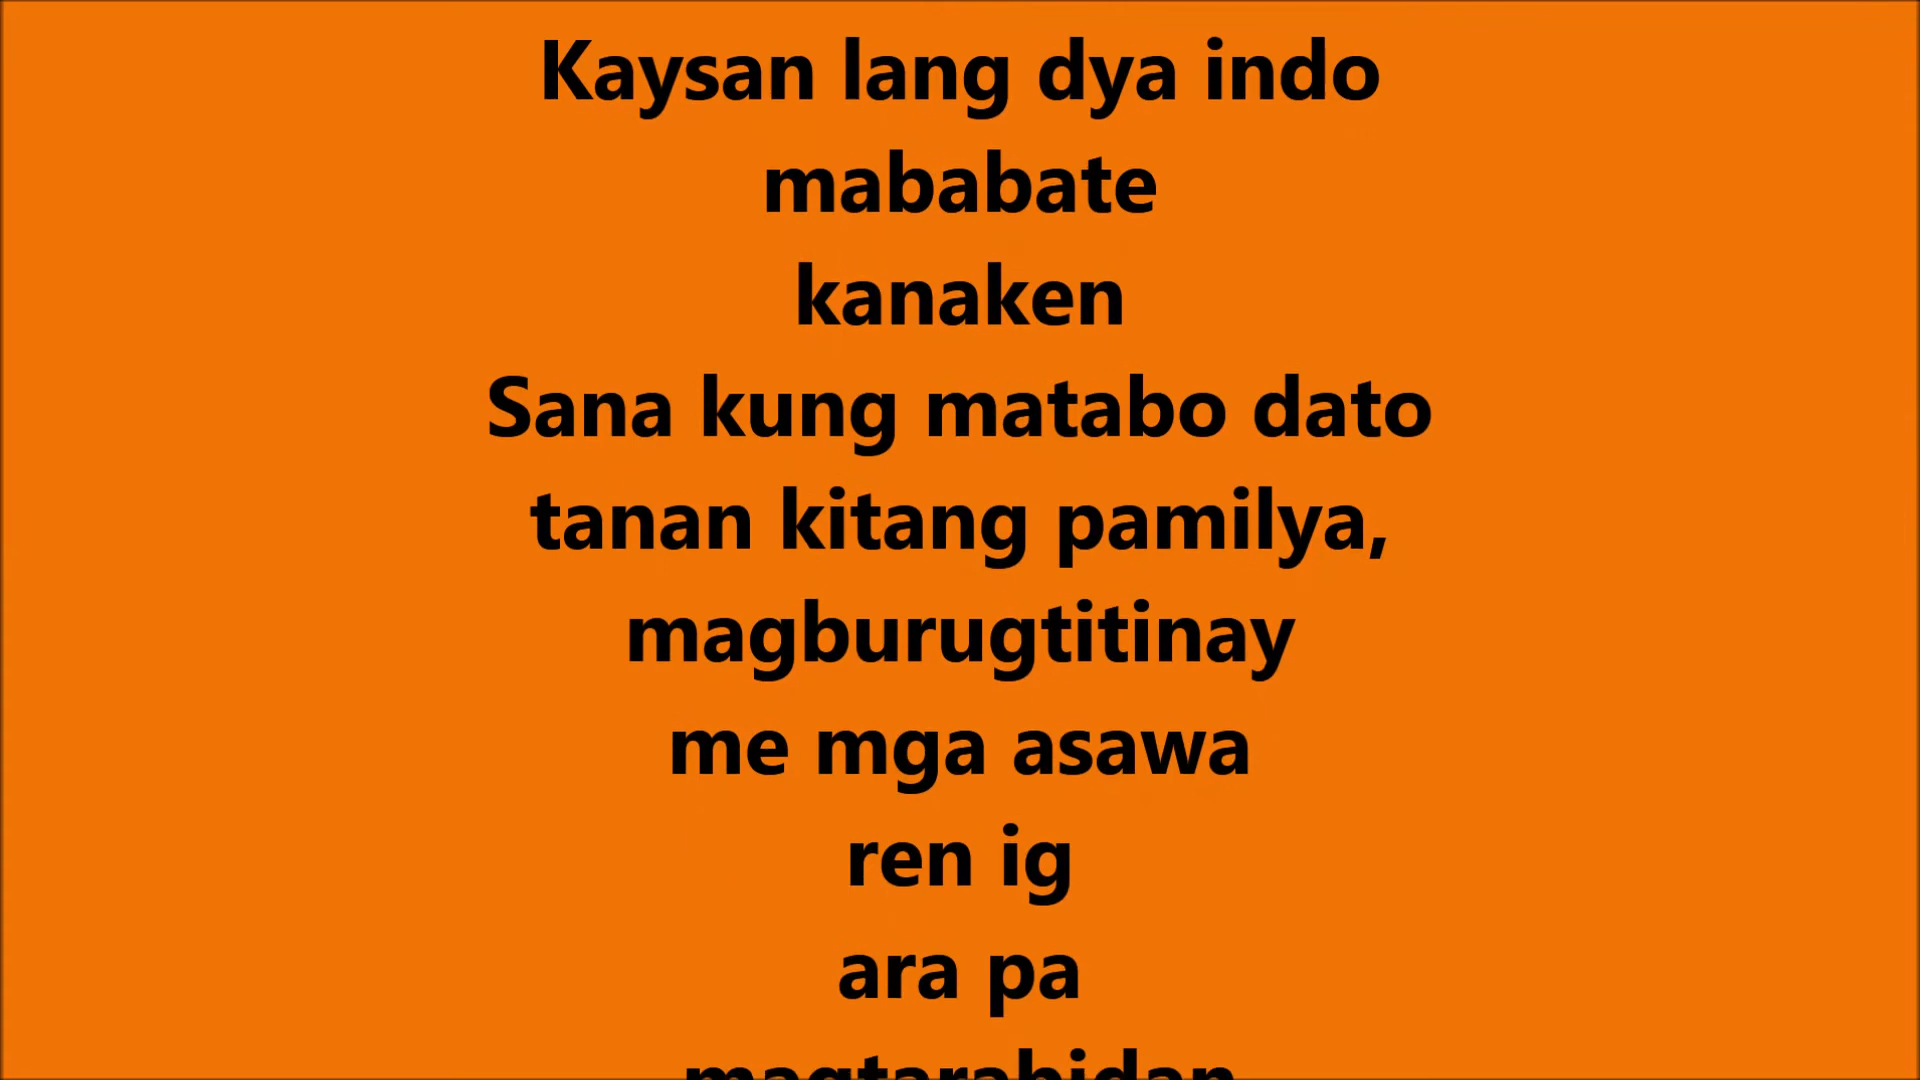 Kaysan lang dya indo
mababate
kanaken
Sana kung matabo dato
tanan kitang pamilya,
magburugtitinay
me mga asawa
ren ig
ara pa